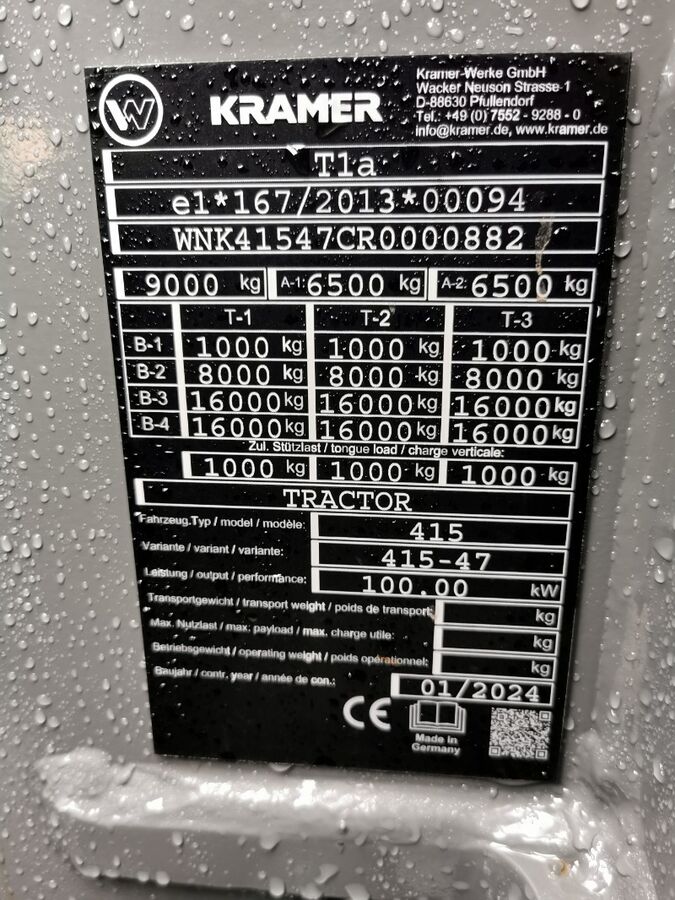 KRAMER
Kramer-Werke GmbH
Wacker Neuson Strasse 1
D-88630 Pfullendorf
Tel.: +49 (0) 7552 - 9288 - 0
info@kramer.de, www.kramer.de
T1a
e1*167/2013*00094
WNK41547CR0000882
9000 kg A-1: 6500 kg A-2: 6500 kg
T-1 T-2 T-3
B-1 1000 kg 1000 kg 1000 kg
B-2 8000 kg 8000 kg 8000 kg
B-3 16000 kg 16000 kg 16000 kg
B-4 16000 kg 16000 kg 16000 kg
Zul. Stützlast / tongue load / charge verticale:
1000 kg 1000 kg 1000 kg
TRACTOR
Fahrzeug.Typ / model / modèle: 415
Variante / variant / variante: 415-47
Leistung / output / performance: 100.00 kW
Transportgewicht / transport weight / poids de transport: kg
Max. Nutzlast / max. payload / max. charge utile: kg
Betriebsgewicht / operating weight / poids opérationnel: kg
Baujahr / contr. year / année de con.: 01/2024
CE
Made in
Germany